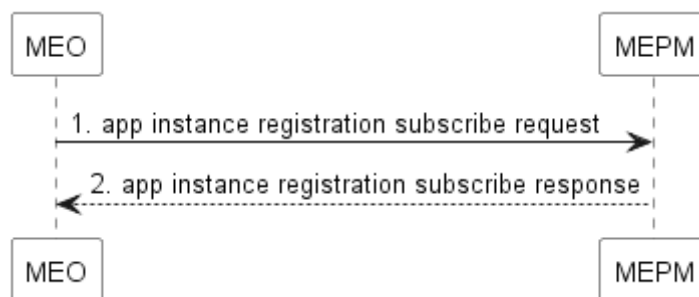 MEO MEPM
1. app instance registration subscribe request
2. app instance registration subscribe response
MEO MEPM